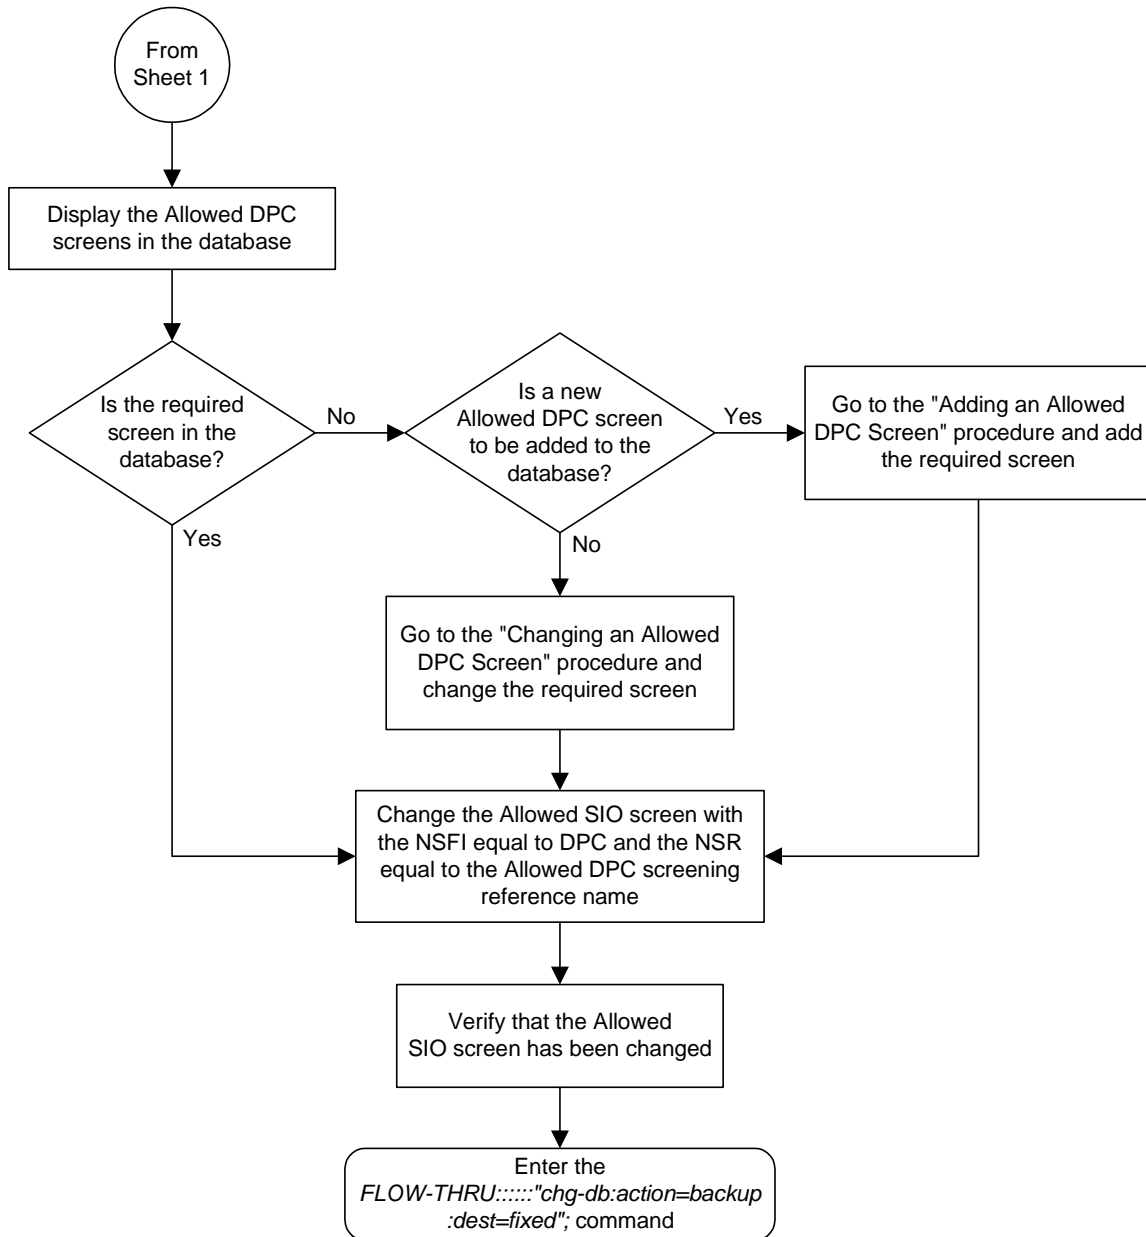 From
Sheet 1
Display the Allowed DPC
screens in the database
Is the required
screen in the
database?
No
Yes
Is a new
Allowed DPC screen
to be added to the
database?
Yes
No
Go to the "Adding an Allowed
DPC Screen" procedure and add
the required screen
Go to the "Changing an Allowed
DPC Screen" procedure and
change the required screen
Change the Allowed SIO screen with
the NSFI equal to DPC and the NSR
equal to the Allowed DPC screening
reference name
Verify that the Allowed
SIO screen has been changed
Enter the
FLOW-THRU::::::"chg-db:action=backup
:dest=fixed"; command